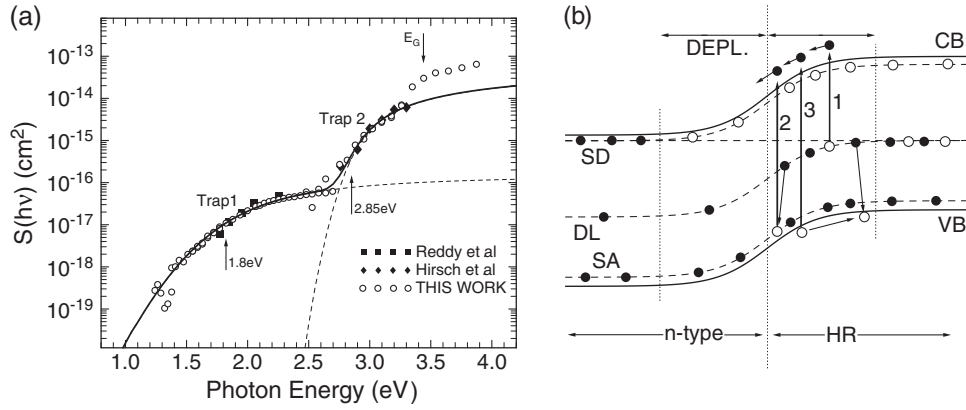 (a)
S(hν) (cm²)
10⁻¹³
10⁻¹⁴
10⁻¹⁵
10⁻¹⁶
10⁻¹⁷
10⁻¹⁸
10⁻¹⁹
E_G
Trap 2
Trap1
2.85eV
1.8eV
Reddy et al
Hirsch et al
THIS WORK
1.0 1.5 2.0 2.5 3.0 3.5 4.0
Photon Energy (eV)
(b)
DEPL.
CB
2 3 1
SD
DL
SA
VB
n-type HR